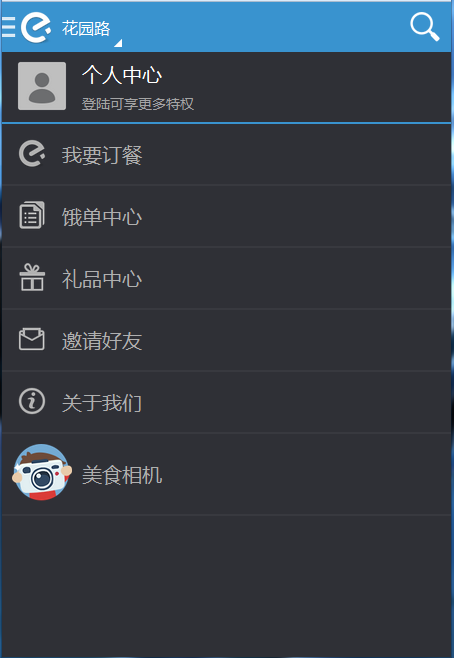 花园路
个人中心
登陆可享更多特权
我要订餐
饿单中心
礼品中心
邀请好友
关于我们
美食相机